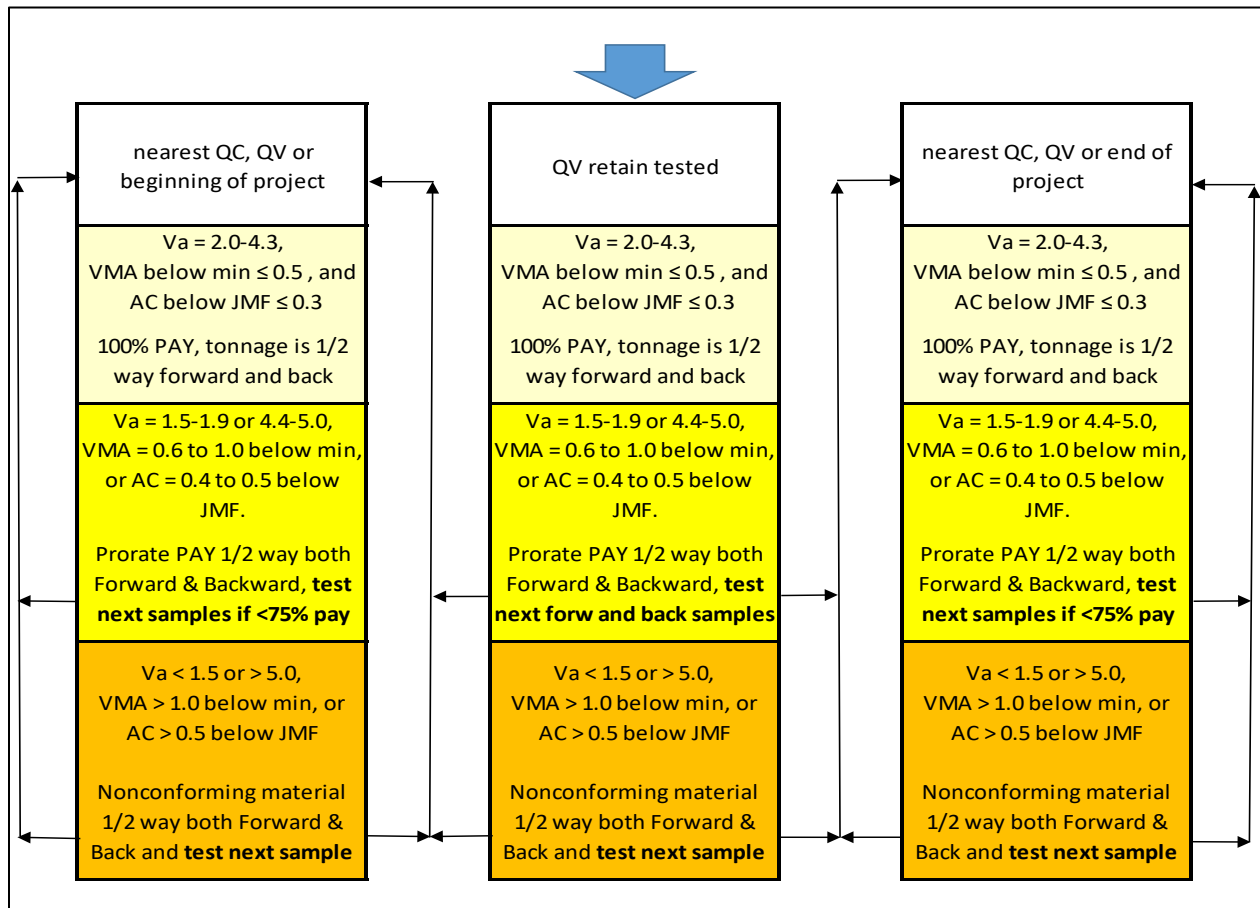 nearest QC, QV or
beginning of project
Va = 2.0-4.3,
VMA below min ≤ 0.5 , and
AC below JMF ≤ 0.3
100% PAY, tonnage is 1/2
way forward and back
Va = 1.5-1.9 or 4.4-5.0,
VMA = 0.6 to 1.0 below min,
or AC = 0.4 to 0.5 below
JMF.
Prorate PAY 1/2 way both
Forward & Backward, test
next samples if <75% pay
Va < 1.5 or > 5.0,
VMA > 1.0 below min, or
AC > 0.5 below JMF
Nonconforming material
1/2 way both Forward &
Back and test next sample
QV retain tested
Va = 2.0-4.3,
VMA below min ≤ 0.5 , and
AC below JMF ≤ 0.3
100% PAY, tonnage is 1/2
way forward and back
Va = 1.5-1.9 or 4.4-5.0,
VMA = 0.6 to 1.0 below min,
or AC = 0.4 to 0.5 below
JMF.
Prorate PAY 1/2 way both
Forward & Backward, test
next forw and back samples
Va < 1.5 or > 5.0,
VMA > 1.0 below min, or
AC > 0.5 below JMF
Nonconforming material
1/2 way both Forward &
Back and test next sample
nearest QC, QV or end of
project
Va = 2.0-4.3,
VMA below min ≤ 0.5 , and
AC below JMF ≤ 0.3
100% PAY, tonnage is 1/2
way forward and back
Va = 1.5-1.9 or 4.4-5.0,
VMA = 0.6 to 1.0 below min,
or AC = 0.4 to 0.5 below
JMF.
Prorate PAY 1/2 way both
Forward & Backward, test
next samples if <75% pay
Va < 1.5 or > 5.0,
VMA > 1.0 below min, or
AC > 0.5 below JMF
Nonconforming material
1/2 way both Forward &
Back and test next sample